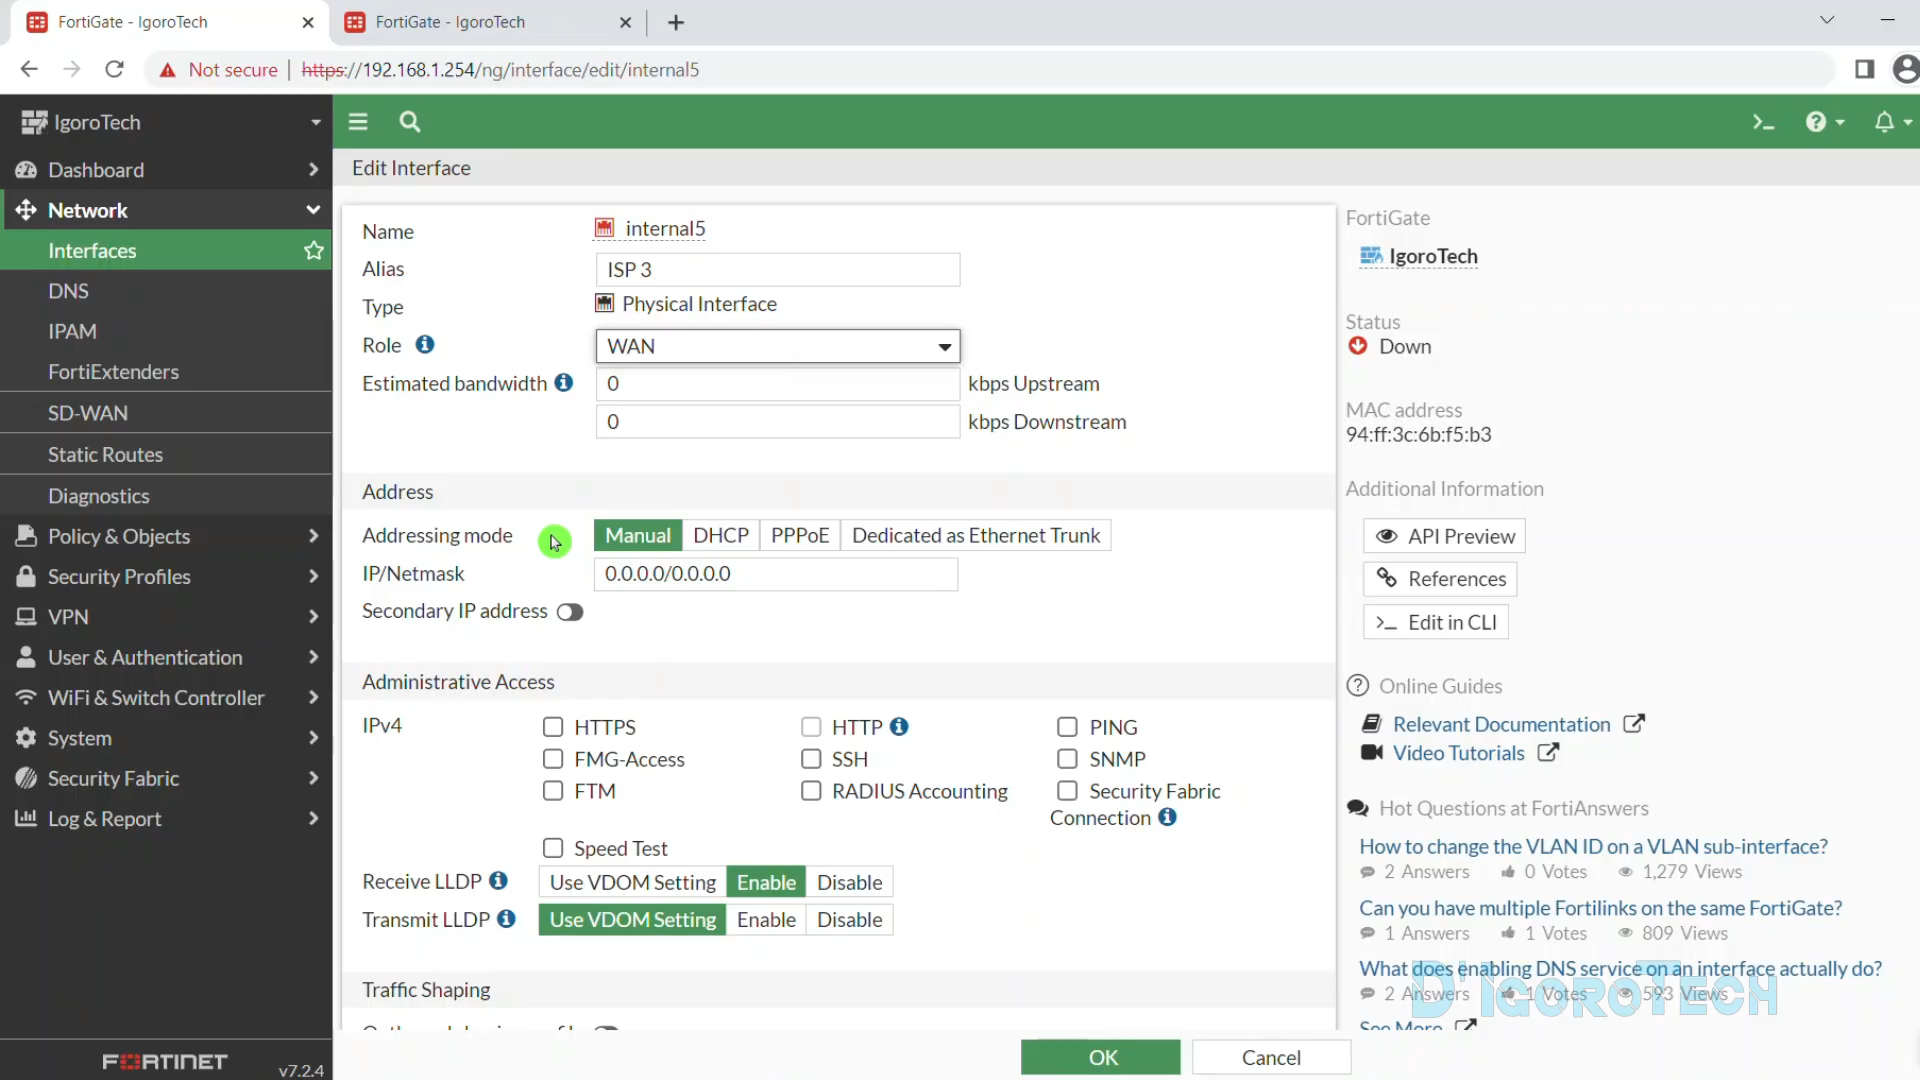 FortiGate - IgoroTech
FortiGate - IgoroTech
Not secure | https://192.168.1.254/ng/interface/edit/internal5
IgoroTech
Dashboard
Network
Interfaces
DNS
IPAM
FortiExtenders
SD-WAN
Static Routes
Diagnostics
Policy & Objects
Security Profiles
VPN
User & Authentication
WiFi & Switch Controller
System
Security Fabric
Log & Report
FORTINET
v7.2.4
Edit Interface
Name internal5
Alias ISP 3
Type Physical Interface
Role WAN
Estimated bandwidth 0 kbps Upstream
0 kbps Downstream
Address
Addressing mode Manual DHCP PPPoE Dedicated as Ethernet Trunk
IP/Netmask 0.0.0.0/0.0.0.0
Secondary IP address
Administrative Access
IPv4 HTTPS HTTP PING
FMG-Access SSH SNMP
FTM RADIUS Accounting Security Fabric
Connection
Speed Test
Receive LLDP Use VDOM Setting Enable Disable
Transmit LLDP Use VDOM Setting Enable Disable
Traffic Shaping
OK Cancel
FortiGate
IgoroTech
Status
Down
MAC address
94:ff:3c:6b:f5:b3
Additional Information
API Preview
References
>_ Edit in CLI
Online Guides
Relevant Documentation
Video Tutorials
Hot Questions at FortiAnswers
How to change the VLAN ID on a VLAN sub-interface?
2 Answers 0 Votes 1,279 Views
Can you have multiple Fortilinks on the same FortiGate?
1 Answers 1 Votes 809 Views
What does enabling DNS service on an interface actually do?
2 Answers 1 Votes 593 Views
See More
D'IGOROTECH